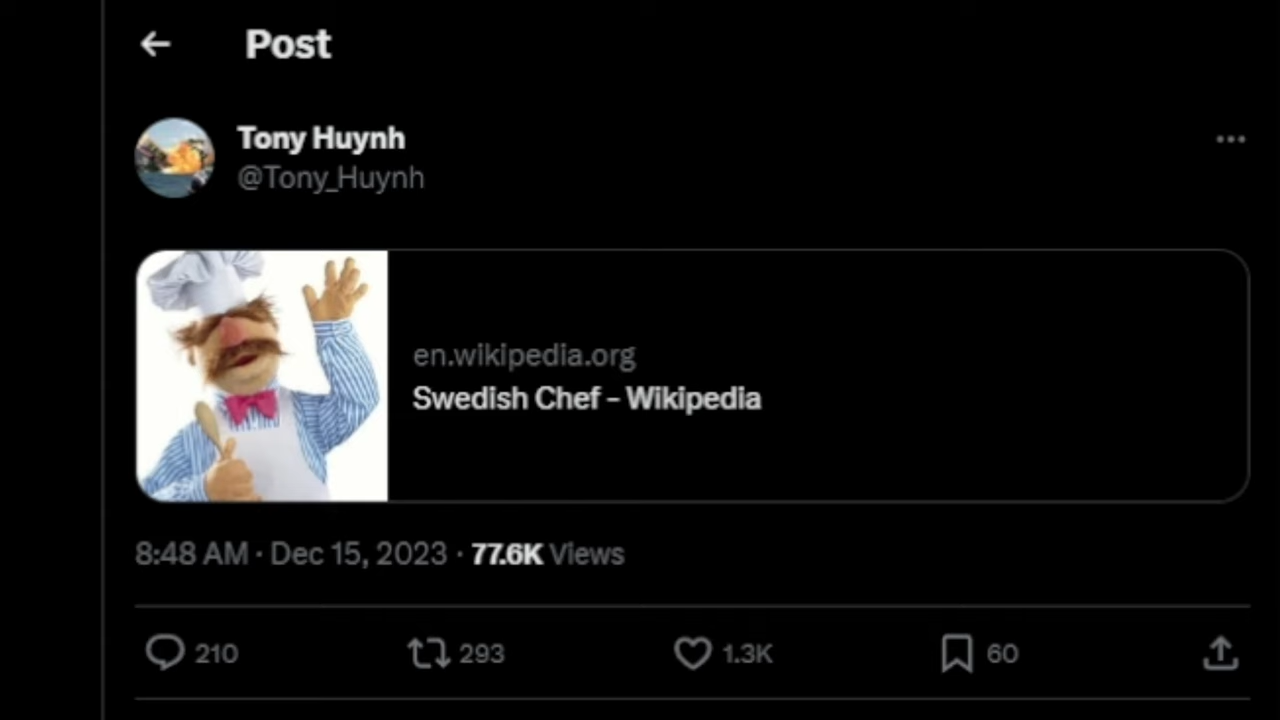 Post
Tony Huynh
@Tony_Huynh
en.wikipedia.org
Swedish Chef - Wikipedia
8:48 AM · Dec 15, 2023 · 77.6K Views
210 293 1.3K 60